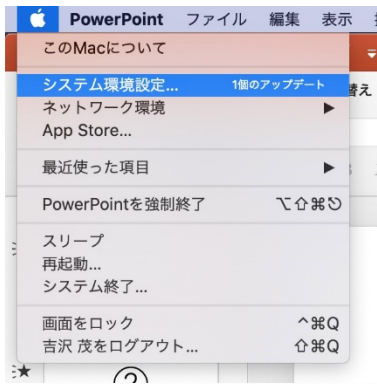 PowerPoint ファイル 編集 表示
このMacについて
システム環境設定... 1個のアップデート
ネットワーク環境 ▶
App Store...
替え
最近使った項目 ▶
PowerPointを強制終了 ⌥⇧⌘⎋
スリープ
再起動...
システム終了...
画面をロック ^⌘Q
吉沢 茂をログアウト... ⇧⌘Q
②